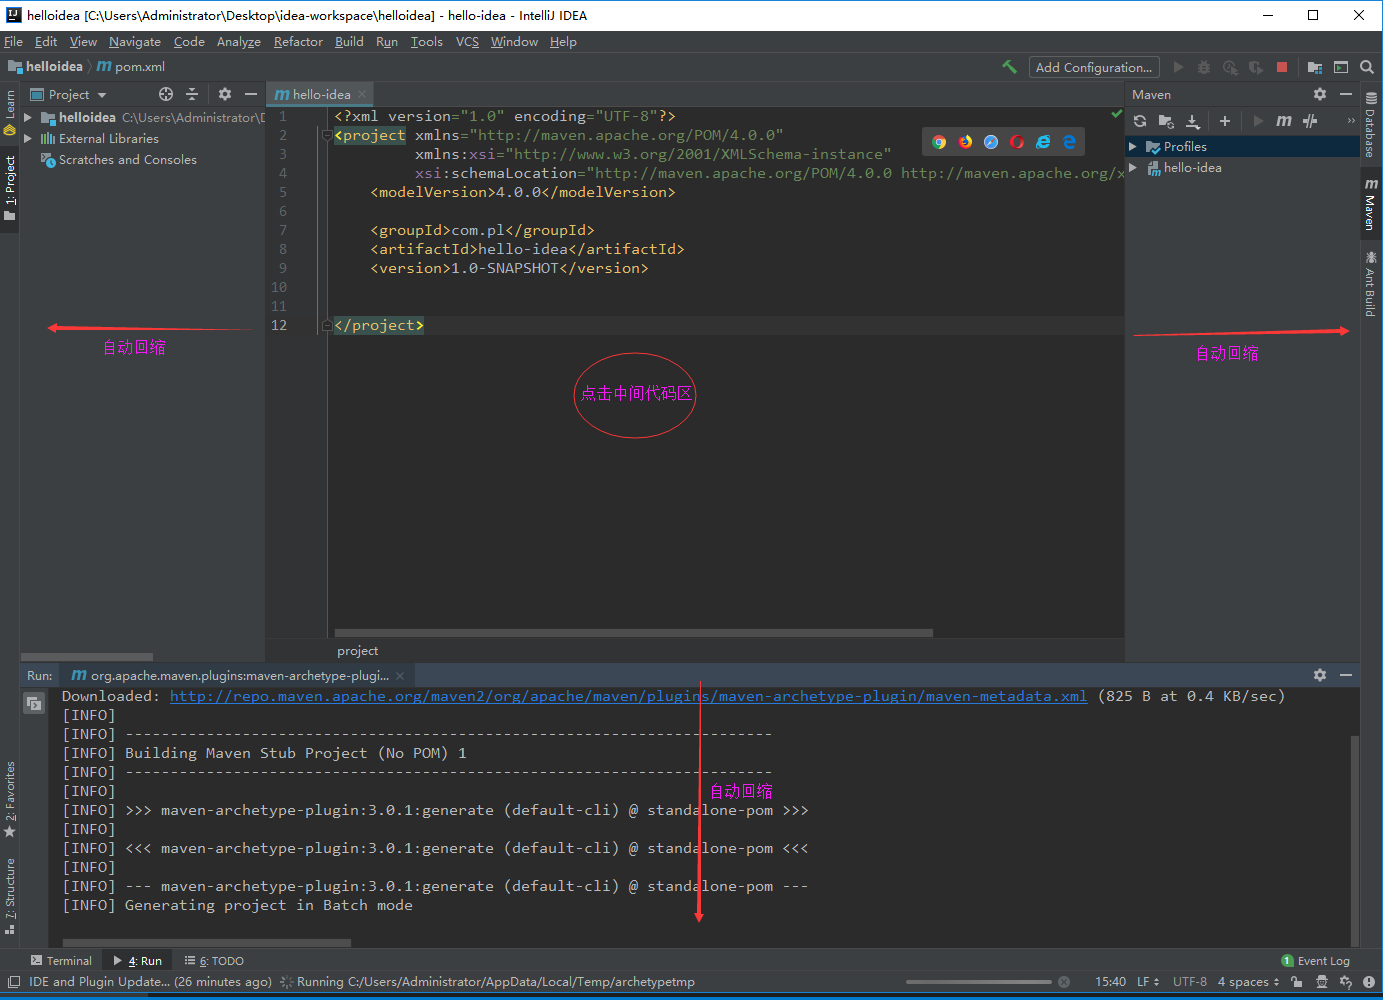 helloidea [C:\Users\Administrator\Desktop\idea-workspace\helloidea] - hello-idea - IntelliJ IDEA
File Edit View Navigate Code Analyze Refactor Build Run Tools VCS Window Help
helloidea pom.xml Add Configuration...
Project
hello-idea
Maven
Learn
1: Project
helloidea C:\Users\Administrator\D
External Libraries
Scratches and Consoles
1 <?xml version="1.0" encoding="UTF-8"?>
2 <project xmlns="http://maven.apache.org/POM/4.0.0"
3 xmlns:xsi="http://www.w3.org/2001/XMLSchema-instance"
4 xsi:schemaLocation="http://maven.apache.org/POM/4.0.0 http://maven.apache.org/x
5 <modelVersion>4.0.0</modelVersion>
6
7 <groupId>com.pl</groupId>
8 <artifactId>hello-idea</artifactId>
9 <version>1.0-SNAPSHOT</version>
10
11
12 </project>
Profiles
hello-idea
Database
Maven
Ant Build
自动回缩
点击中间代码区
自动回缩
project
Run: org.apache.maven.plugins:maven-archetype-plugi...
Downloaded: http://repo.maven.apache.org/maven2/org/apache/maven/plugins/maven-archetype-plugin/maven-metadata.xml (825 B at 0.4 KB/sec)
[INFO]
[INFO] ------------------------------------------------------------------------
[INFO] Building Maven Stub Project (No POM) 1
[INFO] ------------------------------------------------------------------------
[INFO]
[INFO] >>> maven-archetype-plugin:3.0.1:generate (default-cli) @ standalone-pom >>>
[INFO]
[INFO] <<< maven-archetype-plugin:3.0.1:generate (default-cli) @ standalone-pom <<<
[INFO]
[INFO] --- maven-archetype-plugin:3.0.1:generate (default-cli) @ standalone-pom ---
[INFO] Generating project in Batch mode
自动回缩
2: Favorites
7: Structure
Terminal 4: Run 6: TODO 1 Event Log
IDE and Plugin Update... (26 minutes ago) Running C:/Users/Administrator/AppData/Local/Temp/archetypetmp 15:40 LF UTF-8 4 spaces